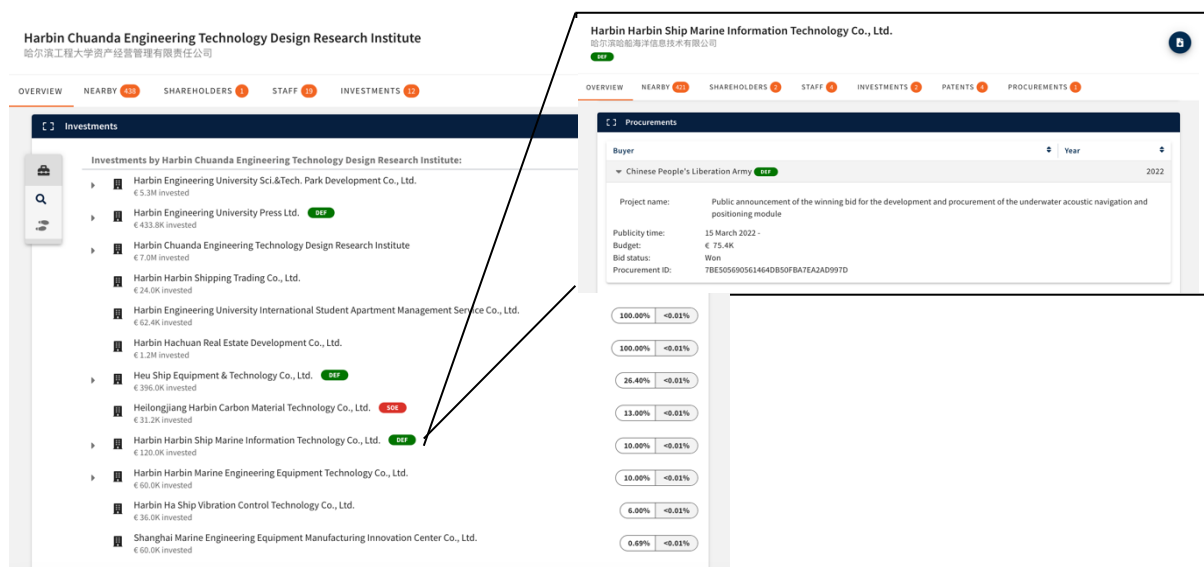 Harbin Chuanda Engineering Technology Design Research Institute
哈尔滨工程大学资产经营管理有限责任公司
OVERVIEW NEARBY 438 SHAREHOLDERS 1 STAFF 19 INVESTMENTS 12
Investments
Investments by Harbin Chuanda Engineering Technology Design Research Institute:
Harbin Engineering University Sci.&Tech. Park Development Co., Ltd.
€ 5.3M invested
Harbin Engineering University Press Ltd. DEF
€ 433.8K invested
Harbin Chuanda Engineering Technology Design Research Institute
€ 7.0M invested
Harbin Harbin Shipping Trading Co., Ltd.
€ 24.0K invested
Harbin Engineering University International Student Apartment Management Service Co., Ltd. 100.00% <0.01%
€ 62.4K invested
Harbin Hachuan Real Estate Development Co., Ltd. 100.00% <0.01%
€ 1.2M invested
Heu Ship Equipment & Technology Co., Ltd. DEF 26.40% <0.01%
€ 396.0K invested
Heilongjiang Harbin Carbon Material Technology Co., Ltd. SOE 13.00% <0.01%
€ 31.2K invested
Harbin Harbin Ship Marine Information Technology Co., Ltd. DEF 10.00% <0.01%
€ 120.0K invested
Harbin Harbin Marine Engineering Equipment Technology Co., Ltd. 10.00% <0.01%
€ 60.0K invested
Harbin Ha Ship Vibration Control Technology Co., Ltd. 6.00% <0.01%
€ 36.0K invested
Shanghai Marine Engineering Equipment Manufacturing Innovation Center Co., Ltd. 0.69% <0.01%
€ 60.0K invested
Harbin Harbin Ship Marine Information Technology Co., Ltd.
哈尔滨哈船海洋信息技术有限公司
DEF
OVERVIEW NEARBY 421 SHAREHOLDERS 2 STAFF 4 INVESTMENTS 2 PATENTS 4 PROCUREMENTS 1
Procurements
Buyer Year
Chinese People's Liberation Army DEF 2022
Project name: Public announcement of the winning bid for the development and procurement of the underwater acoustic navigation and
positioning module
Publicity time: 15 March 2022 -
Budget: € 75.4K
Bid status: Won
Procurement ID: 7BE505690561464DB50FBA7EA2AD997D